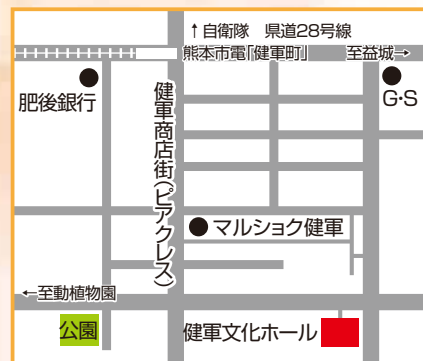 ↑自衛隊　県道28号線
熊本市電「健軍町」
至益城→
肥後銀行
G・S
健軍商店街(ピアクレス)
マルショク健軍
←至動植物園
公園
健軍文化ホール